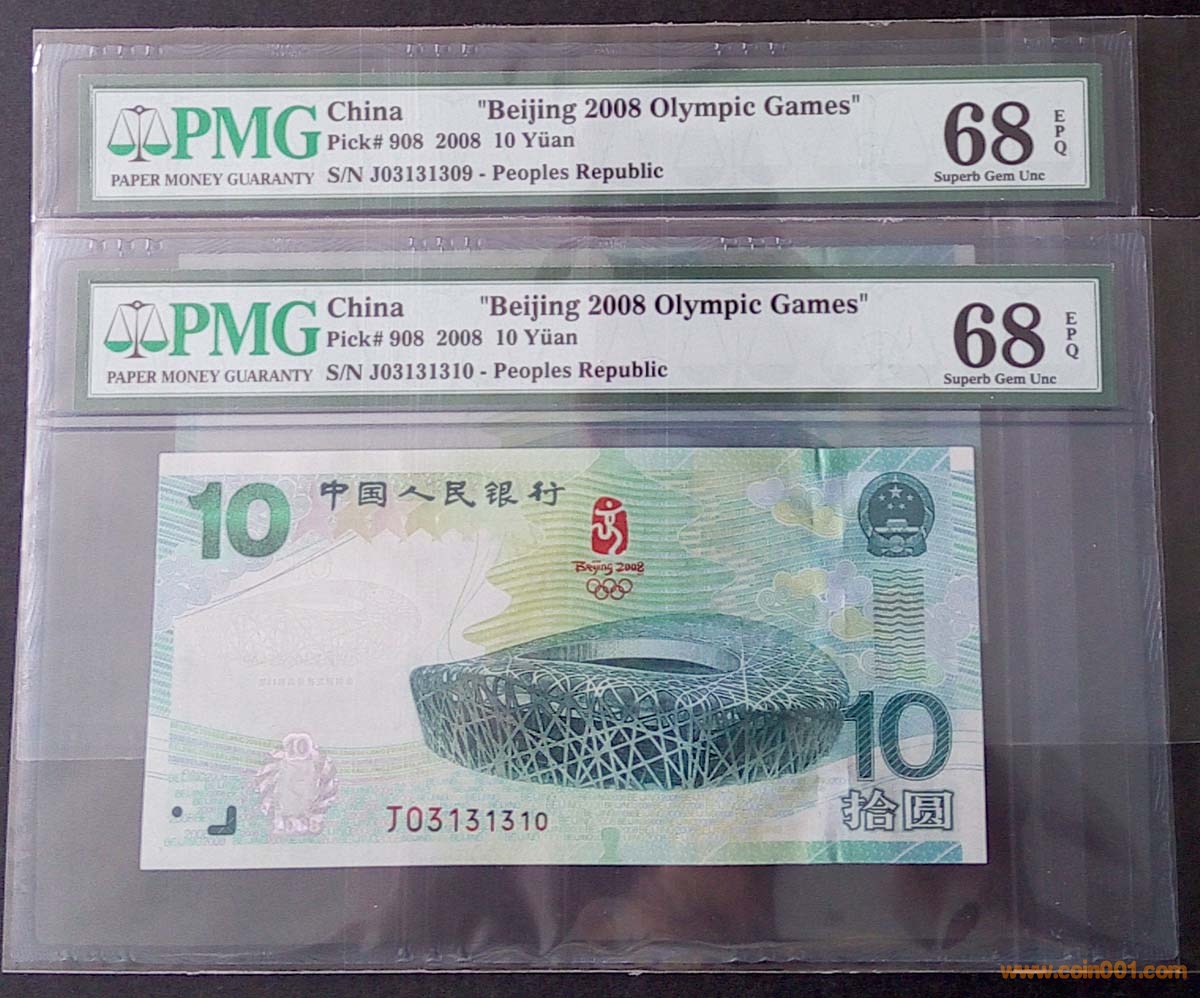 PMG
PAPER MONEY GUARANTY
China "Beijing 2008 Olympic Games"
Pick# 908 2008 10 Yüan
S/N J03131309 - Peoples Republic
68
EPQ
Superb Gem Unc
PMG
PAPER MONEY GUARANTY
China "Beijing 2008 Olympic Games"
Pick# 908 2008 10 Yüan
S/N J03131310 - Peoples Republic
68
EPQ
Superb Gem Unc
10
中国人民银行
Beijing 2008
10
10
拾圆
2008
J03131310
www.coin001.com